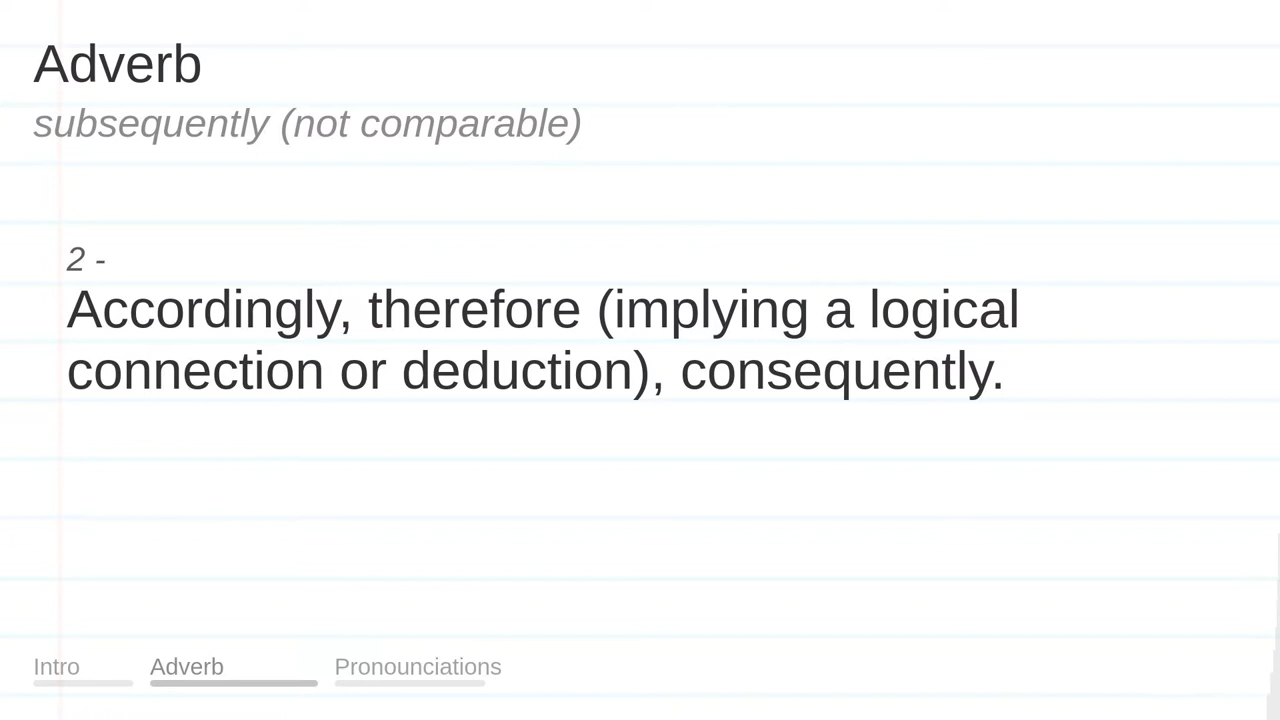 Adverb
subsequently (not comparable)
2 -
Accordingly, therefore (implying a logical
connection or deduction), consequently.
Intro Adverb Pronounciations